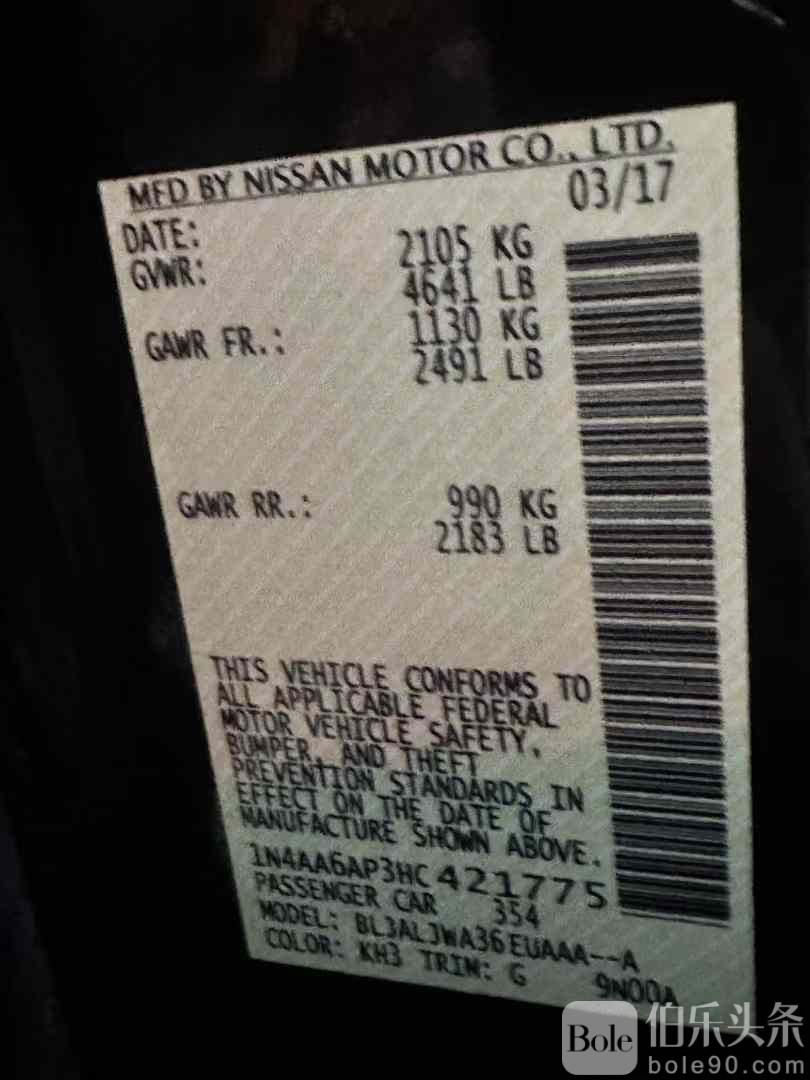 MFD BY NISSAN MOTOR CO., LTD.
DATE: 03/17
GVWR: 2105 KG
4641 LB
GAWR FR.: 1130 KG
2491 LB
GAWR RR.: 990 KG
2183 LB
THIS VEHICLE CONFORMS TO
ALL APPLICABLE FEDERAL
MOTOR VEHICLE SAFETY,
BUMPER, AND THEFT
PREVENTION STANDARDS IN
EFFECT ON THE DATE OF
MANUFACTURE SHOWN ABOVE.
1N4AA6AP3HC421775
PASSENGER CAR 354
MODEL: BL3ALJWA36EUAAA--A
COLOR: KH3 TRIM: G 9N00A
Bole 伯乐头条
bole90.com